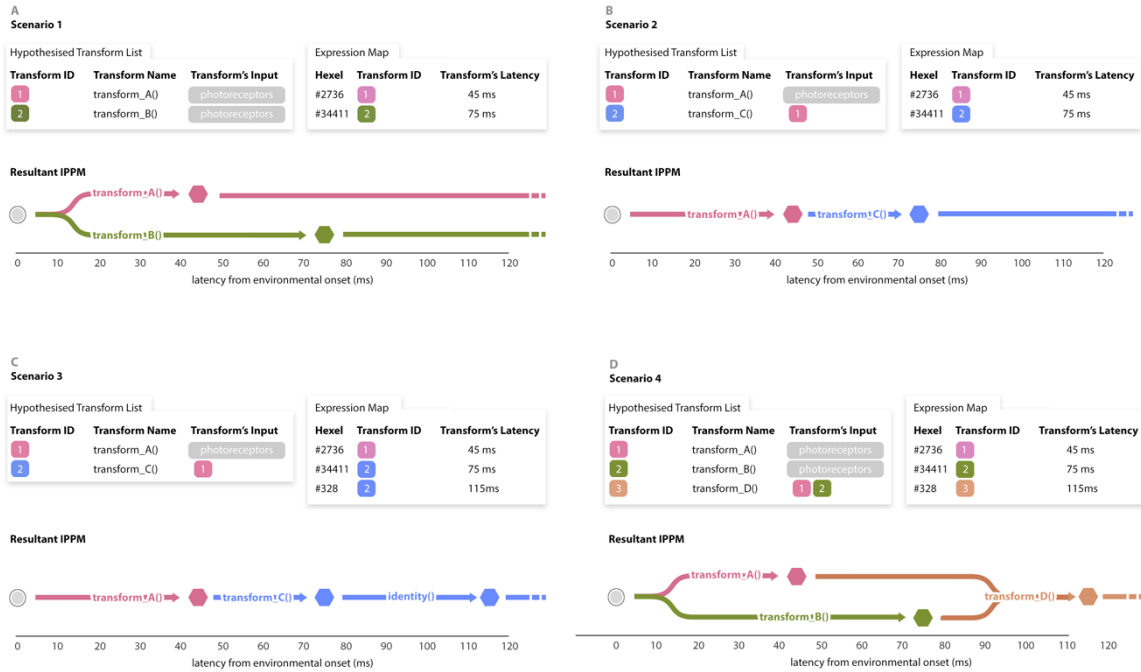 A
Scenario 1
Hypothesised Transform List
Transform ID Transform Name Transform's Input
1 transform_A() photoreceptors
2 transform_B() photoreceptors
Expression Map
Hexel Transform ID Transform's Latency
#2736 1 45 ms
#34411 2 75 ms
Resultant IPPM
transform_A()
transform_B()
0 10 20 30 40 50 60 70 80 90 100 110 120
latency from environmental onset (ms)
B
Scenario 2
Hypothesised Transform List
Transform ID Transform Name Transform's Input
1 transform_A() photoreceptors
2 transform_C() 1
Expression Map
Hexel Transform ID Transform's Latency
#2736 1 45 ms
#34411 2 75 ms
Resultant IPPM
transform_A() transform_C()
0 10 20 30 40 50 60 70 80 90 100 110 120
latency from environmental onset (ms)
C
Scenario 3
Hypothesised Transform List
Transform ID Transform Name Transform's Input
1 transform_A() photoreceptors
2 transform_C() 1
Expression Map
Hexel Transform ID Transform's Latency
#2736 1 45 ms
#34411 2 75 ms
#328 2 115ms
Resultant IPPM
transform_A() transform_C() identity()
0 10 20 30 40 50 60 70 80 90 100 110 120
latency from environmental onset (ms)
D
Scenario 4
Hypothesised Transform List
Transform ID Transform Name Transform's Input
1 transform_A() photoreceptors
2 transform_B() photoreceptors
3 transform_D() 1 2
Expression Map
Hexel Transform ID Transform's Latency
#2736 1 45 ms
#34411 2 75 ms
#328 3 115ms
Resultant IPPM
transform_A()
transform_D()
transform_B()
0 10 20 30 40 50 60 70 80 90 100 110 120
latency from environmental onset (ms)